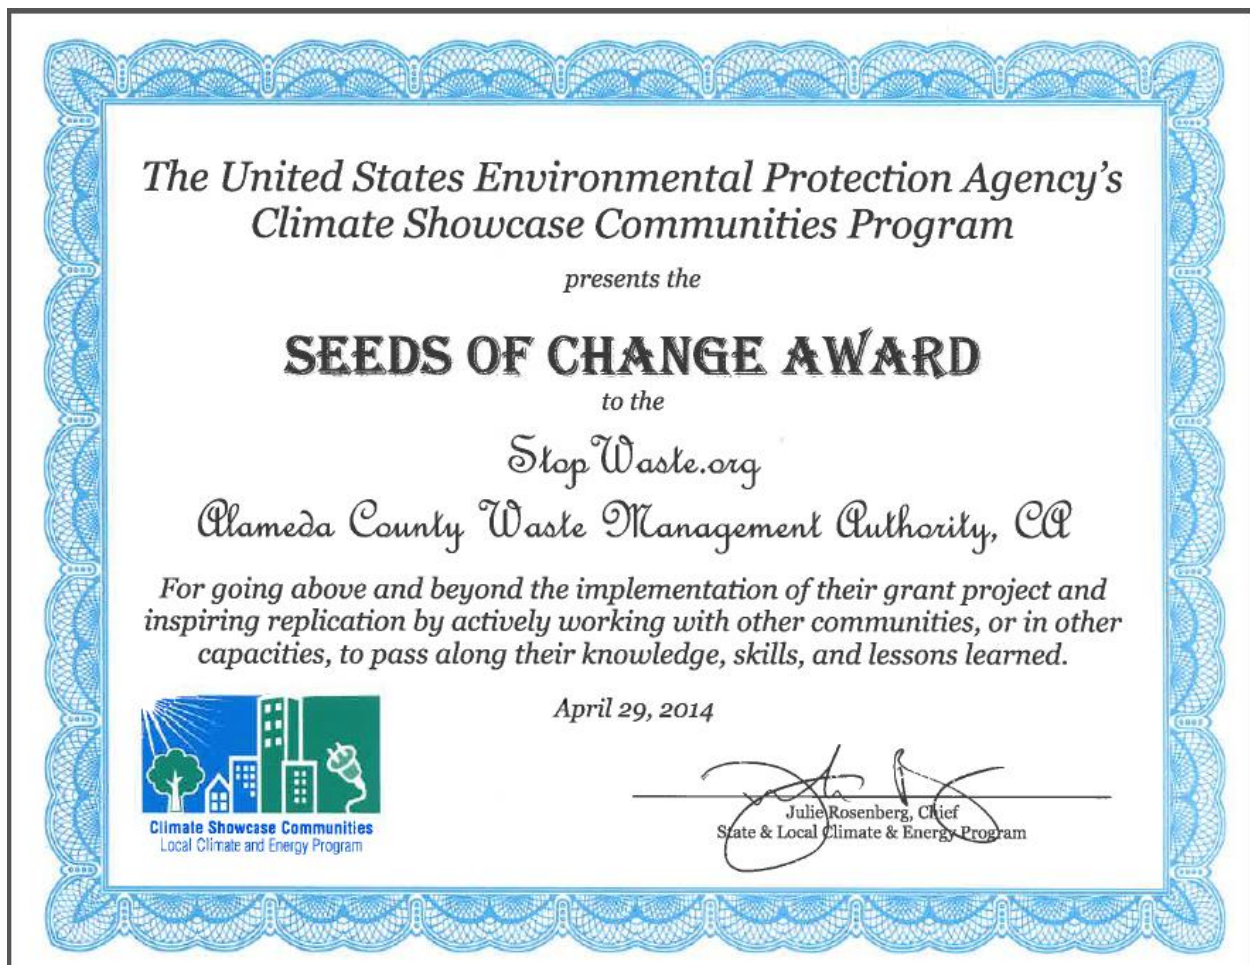 The United States Environmental Protection Agency's
Climate Showcase Communities Program
presents the
SEEDS OF CHANGE AWARD
to the
StopWaste.org
Alameda County Waste Management Authority, CA
For going above and beyond the implementation of their grant project and
inspiring replication by actively working with other communities, or in other
capacities, to pass along their knowledge, skills, and lessons learned.
April 29, 2014
Julie Rosenberg, Chief
State & Local Climate & Energy Program
Climate Showcase Communities
Local Climate and Energy Program